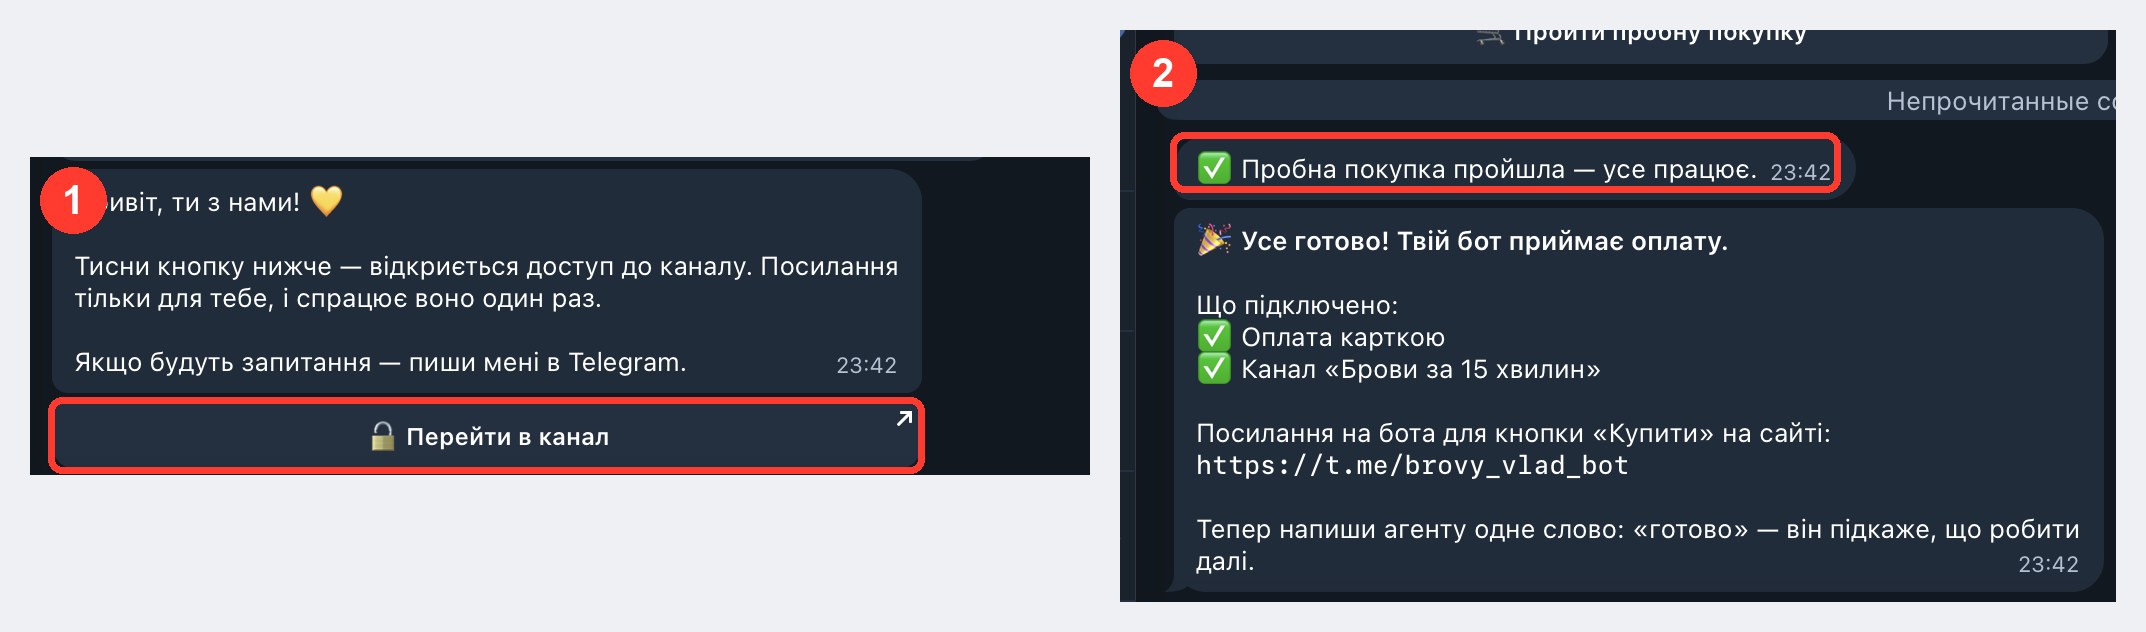 1
ивіт, ти з нами! 💛
Тисни кнопку нижче — відкриється доступ до каналу. Посилання
тільки для тебе, і спрацює воно один раз.
Якщо будуть запитання — пиши мені в Telegram.
23:42
🔓 Перейти в канал
2
🛒 Пройти пробну покупку
Непрочитанные со
✅ Пробна покупка пройшла — усе працює. 23:42
🎉 Усе готово! Твій бот приймає оплату.
Що підключено:
✅ Оплата карткою
✅ Канал «Брови за 15 хвилин»
Посилання на бота для кнопки «Купити» на сайті:
https://t.me/brovy_vlad_bot
Тепер напиши агенту одне слово: «готово» — він підкаже, що робити
далі.
23:42